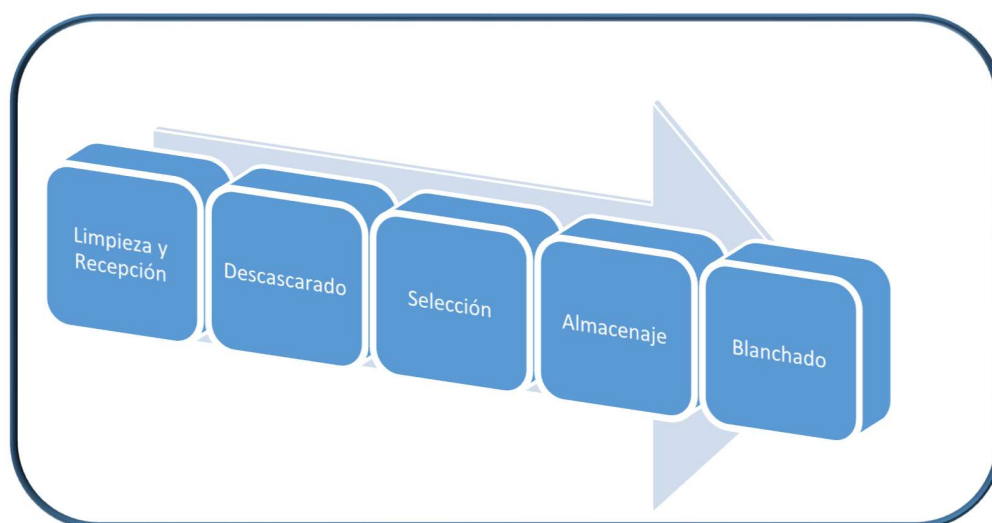 Limpieza y
Recepción
Descascarado
Selección
Almacenaje
Blanchado